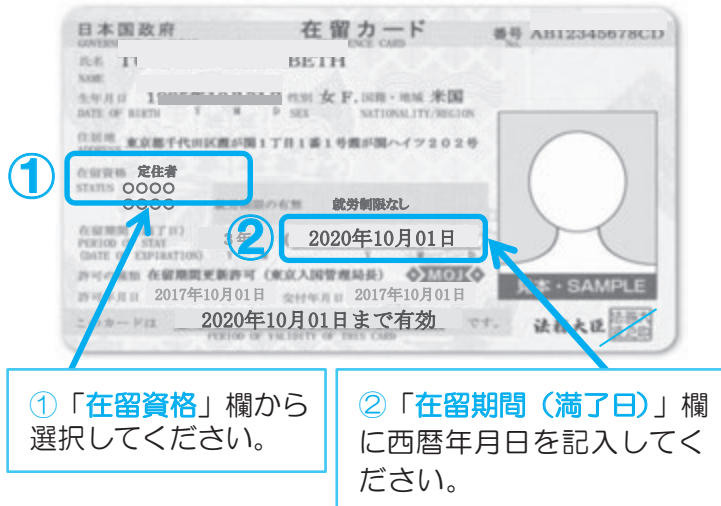 日本国政府 在留カード 番号 AB12345678CD
GOVERN ENCE CARD No.
氏名 BETH
NAME
生年月日 性別 女 F. 国籍・地域 米国
DATE OF BIRTH Y M D SEX NATIONALITY/REGION
住居地 東京都千代田区霞が関1丁目1番1号霞が関ハイツ202号
ADDRESS
①
在留資格 定住者
STATUS ○○○○
○○○○
の有無 就労制限なし
在留期間 了日) 3年 ② ( 2020年10月01日
PERIOD O STAY
(DATE OF EXPIRATION)
許可の種類 在留期間更新許可(東京入国管理局長) MOJ
許可年月日 2017年10月01日 交付年月日 2017年10月01日
見本・SAMPLE
このカードは 2020年10月01日まで有効 です。
PERIOD OF VALIDITY OF THIS CARD
法務大臣
①「在留資格」欄から
選択してください。
②「在留期間(満了日)」欄
に西暦年月日を記入してく
ださい。